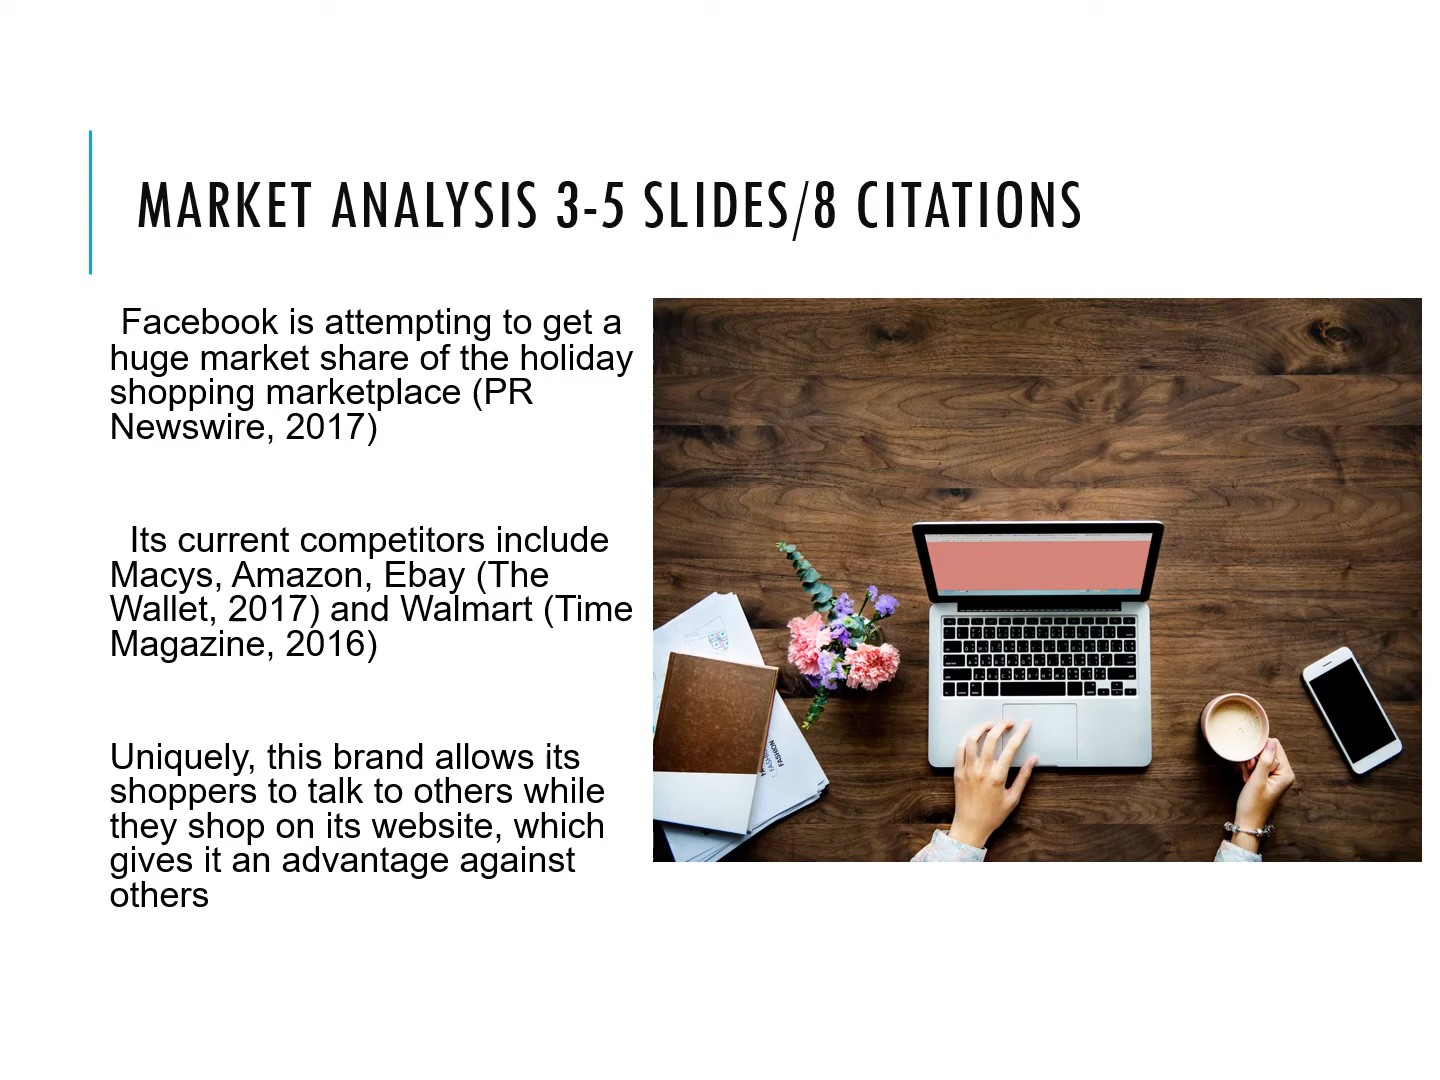 MARKET ANALYSIS 3-5 SLIDES/8 CITATIONS
Facebook is attempting to get a
huge market share of the holiday
shopping marketplace (PR
Newswire, 2017)
Its current competitors include
Macys, Amazon, Ebay (The
Wallet, 2017) and Walmart (Time
Magazine, 2016)
Uniquely, this brand allows its
shoppers to talk to others while
they shop on its website, which
gives it an advantage against
others
FASHION